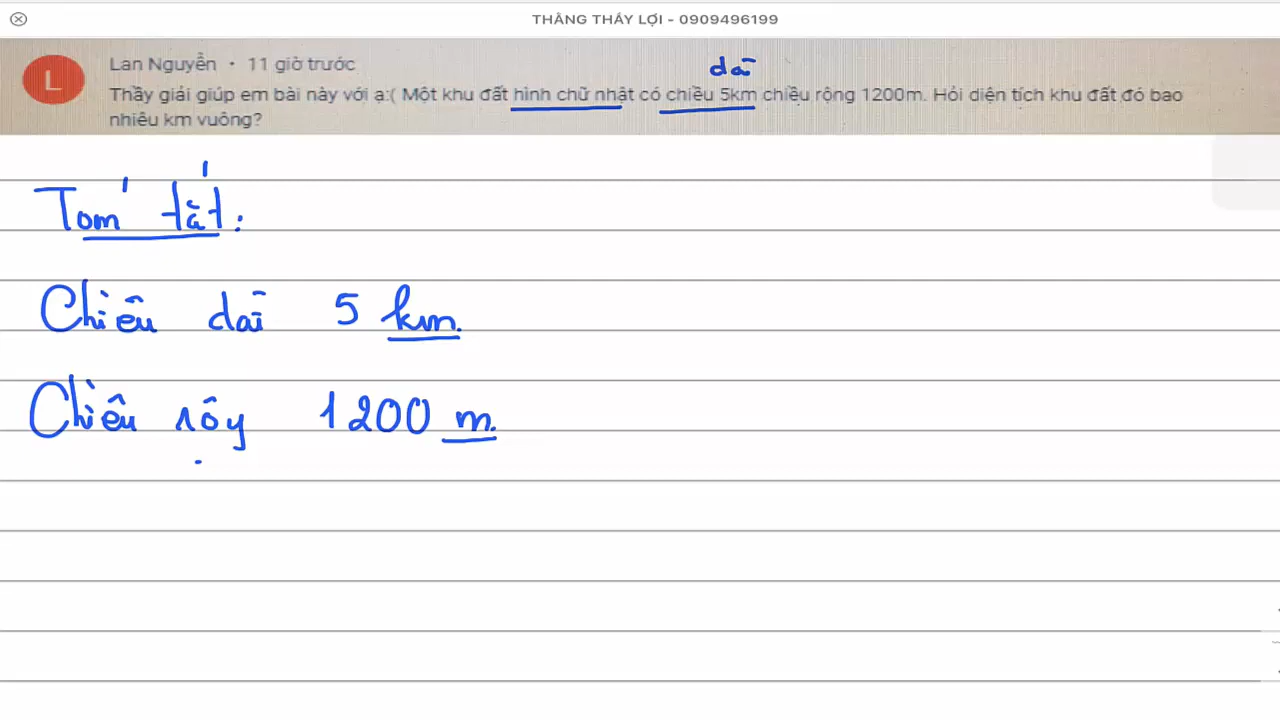 THẦNG THẦY LỢI - 0909496199
L
Lan Nguyễn • 11 giờ trước
dài
Thầy giải giúp em bài này với ạ:( Một khu đất hình chữ nhật có chiều 5km chiều rộng 1200m. Hỏi diện tích khu đất đó bao
nhiêu km vuông?
Tóm tắt:
Chiều dài 5 km.
Chiều rộng 1200 m.